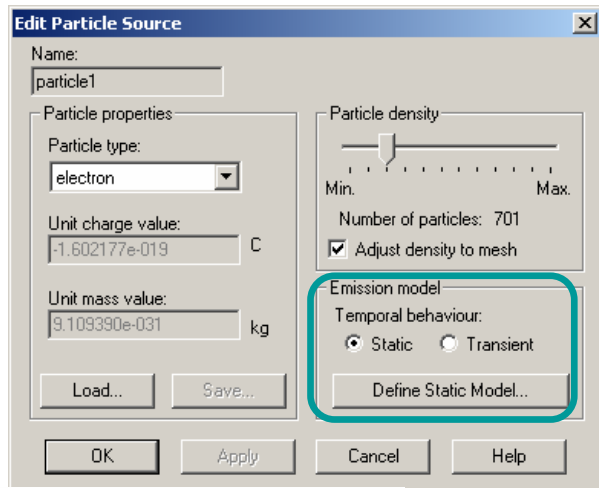 Edit Particle Source
Name:
particle1
Particle properties
Particle type:
electron
Unit charge value:
-1.602177e-019 C
Unit mass value:
9.109390e-031 kg
Load... Save...
Particle density
Min. Max.
Number of particles: 701
Adjust density to mesh
Emission model
Temporal behaviour:
Static Transient
Define Static Model...
OK Apply Cancel Help